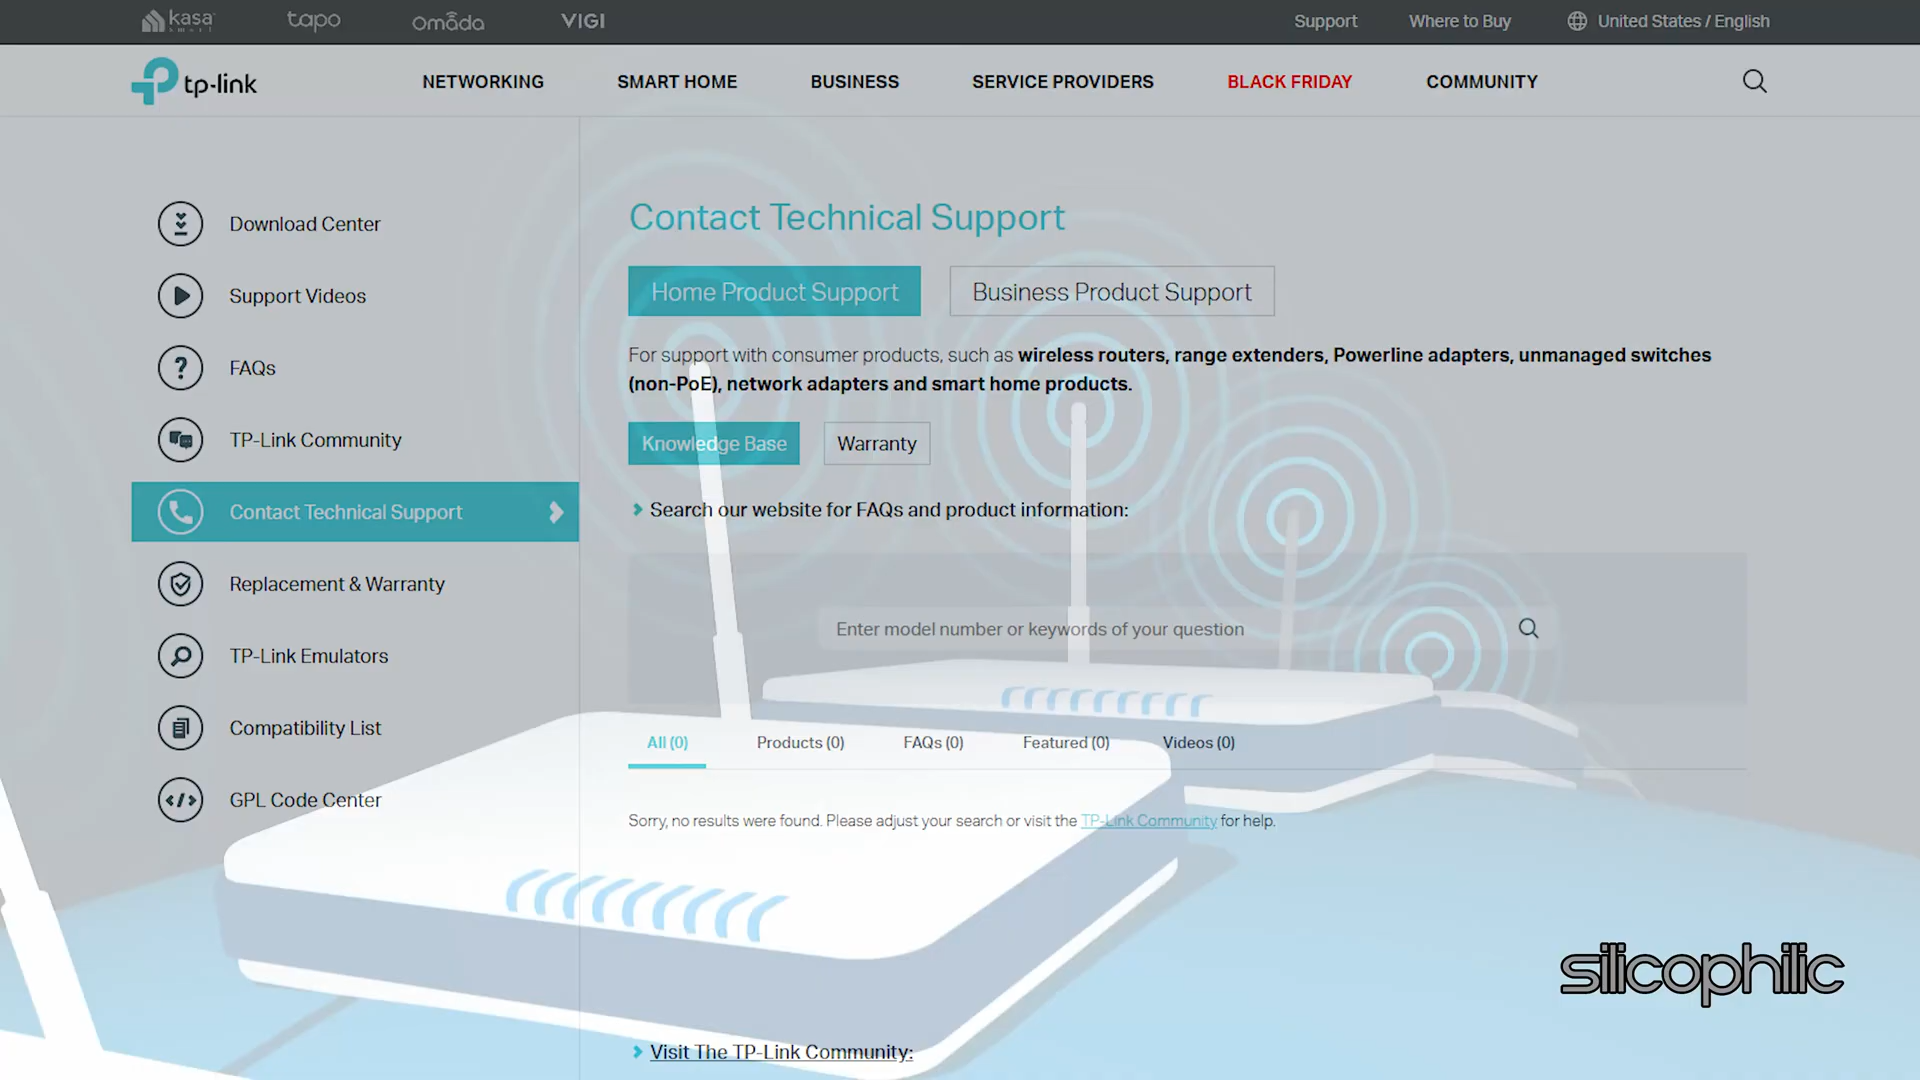 kasa smart tapo omada VIGI Support Where to Buy United States / English
tp-link NETWORKING SMART HOME BUSINESS SERVICE PROVIDERS BLACK FRIDAY COMMUNITY
Download Center
Support Videos
FAQs
TP-Link Community
Contact Technical Support
Replacement & Warranty
TP-Link Emulators
Compatibility List
GPL Code Center
Contact Technical Support
Home Product Support Business Product Support
For support with consumer products, such as wireless routers, range extenders, Powerline adapters, unmanaged switches
(non-PoE), network adapters and smart home products.
Knowledge Base Warranty
Search our website for FAQs and product information:
Enter model number or keywords of your question
All (0) Products (0) FAQs (0) Featured (0) Videos (0)
Sorry, no results were found. Please adjust your search or visit the TP-Link Community for help.
Visit The TP-Link Community:
silicophilic